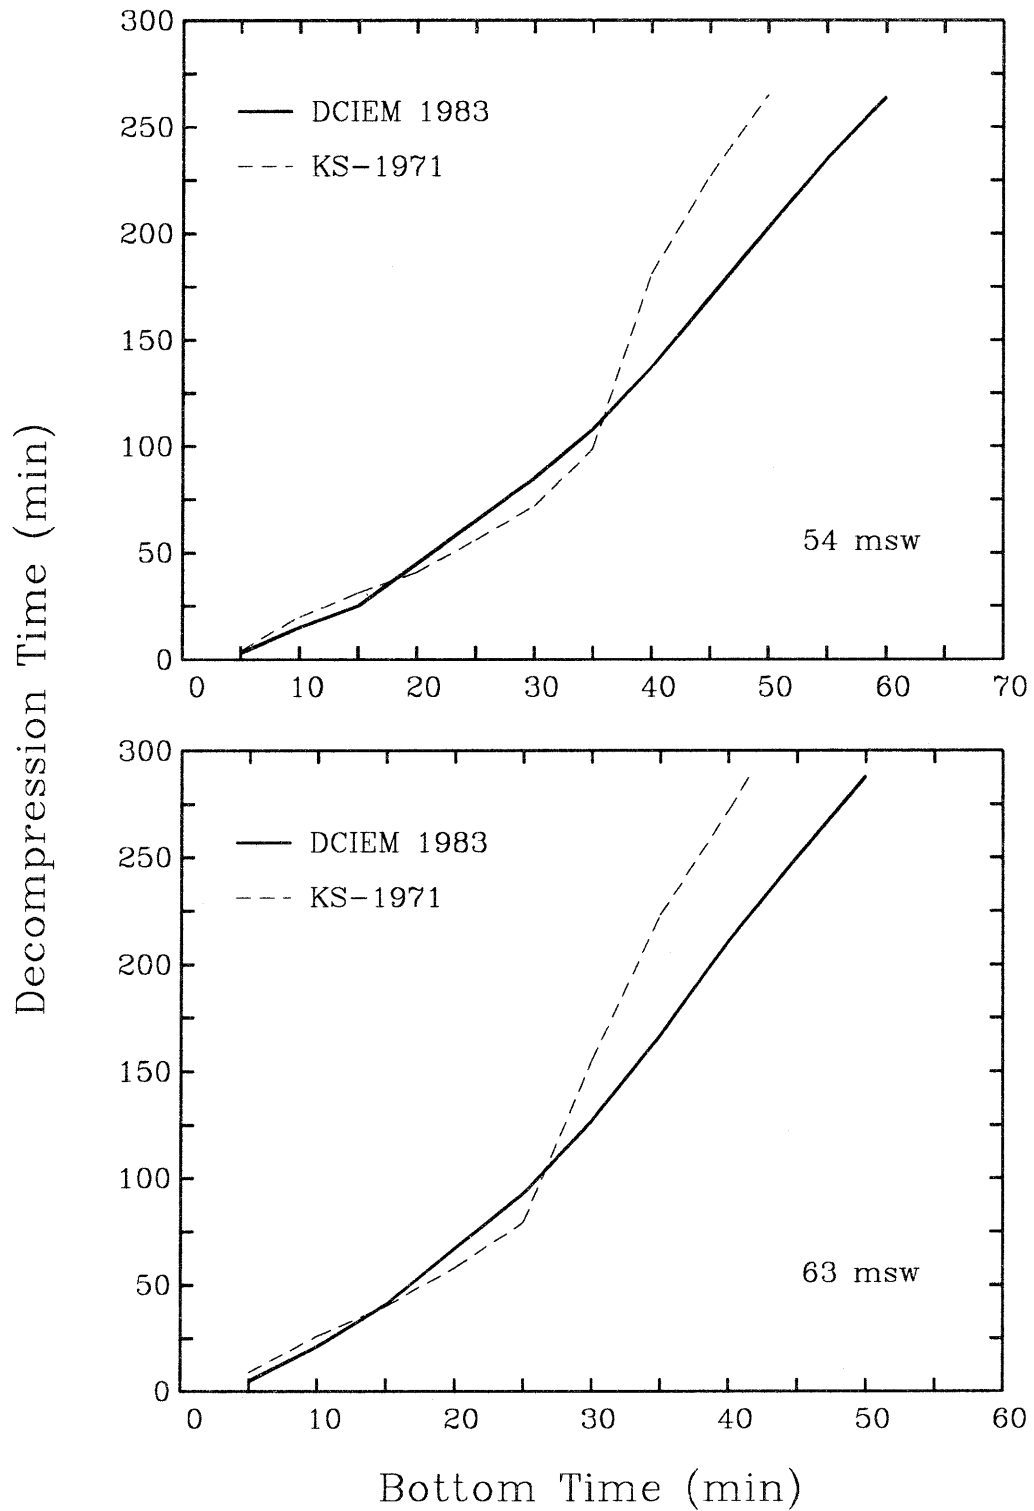 300
250
200
150
100
50
0
DCIEM 1983
KS-1971
54 msw
0 10 20 30 40 50 60 70
Decompression Time (min)
300
250
200
150
100
50
0
DCIEM 1983
KS-1971
63 msw
0 10 20 30 40 50 60
Bottom Time (min)